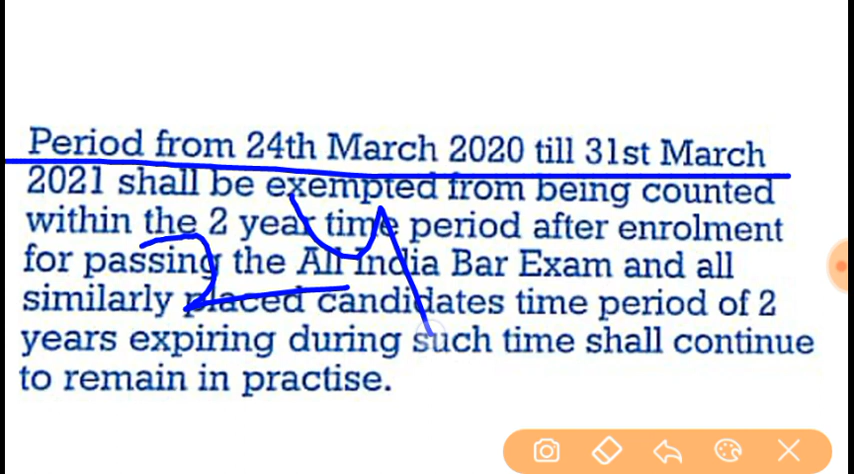 Period from 24th March 2020 till 31st March
2021 shall be exempted from being counted
within the 2 year time period after enrolment
for passing the All India Bar Exam and all
similarly placed candidates time period of 2
years expiring during such time shall continue
to remain in practise.